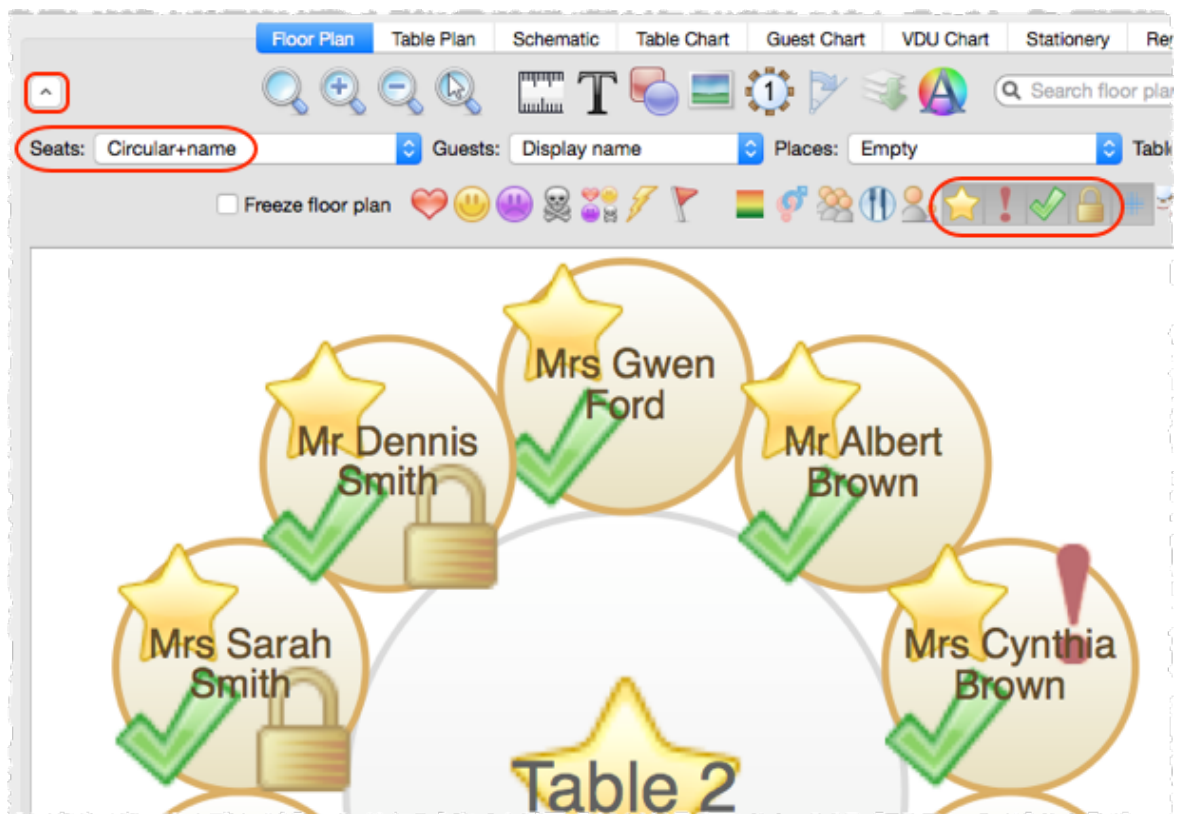 Floor Plan Table Plan Schematic Table Chart Guest Chart VDU Chart Stationery
1
Search floor
Seats: Circular+name Guests: Display name Places: Empty
Freeze floor plan
Mrs Gwen
Ford
Mr Dennis
Smith
Mr Albert
Brown
Mrs Sarah
Smith
Mrs Cynthia
Brown
Table 2